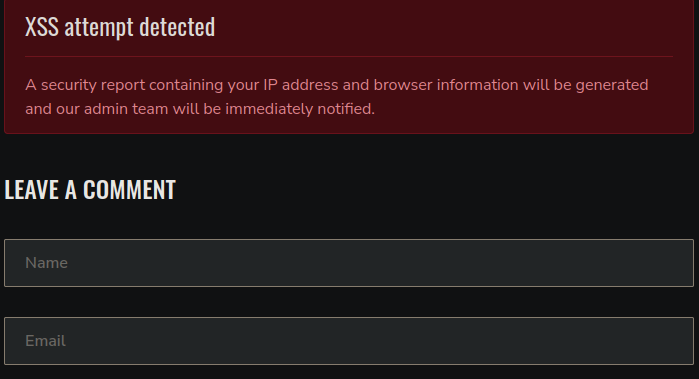 XSS attempt detected
A security report containing your IP address and browser information will be generated
and our admin team will be immediately notified.
LEAVE A COMMENT
Name
Email